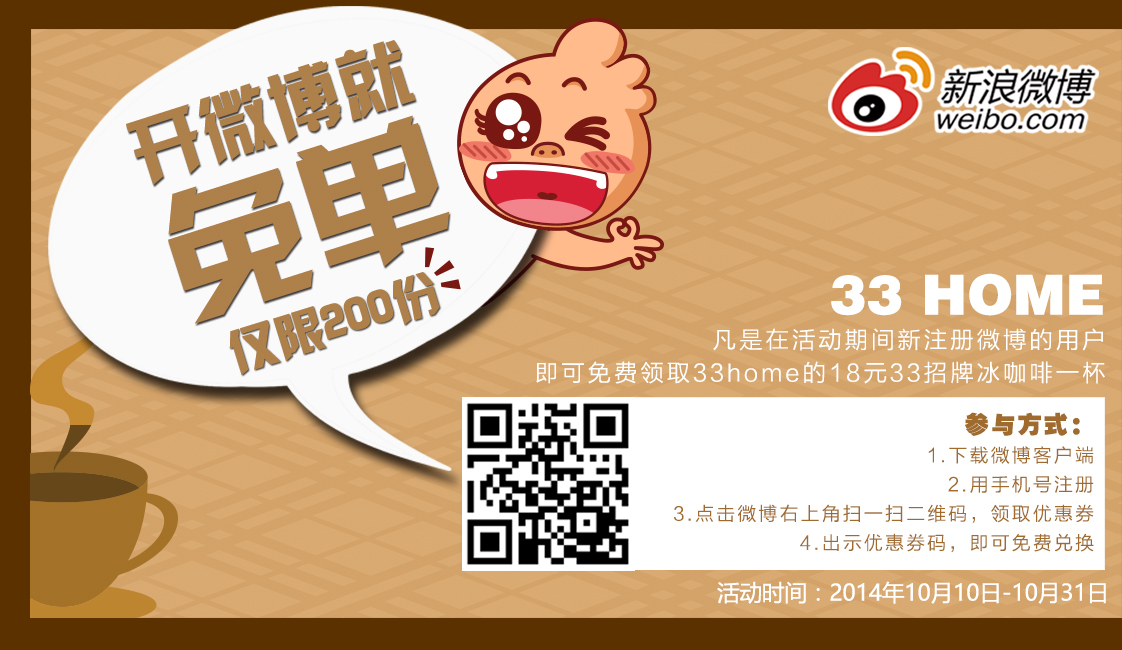 开微博就
免单
仅限200份
新浪微博
weibo.com
33 HOME
凡是在活动期间新注册微博的用户
即可免费领取33home的18元33招牌冰咖啡一杯
参与方式：
1.下载微博客户端
2.用手机号注册
3.点击微博右上角扫一扫二维码，领取优惠券
4.出示优惠券码，即可免费兑换
活动时间：2014年10月10日-10月31日